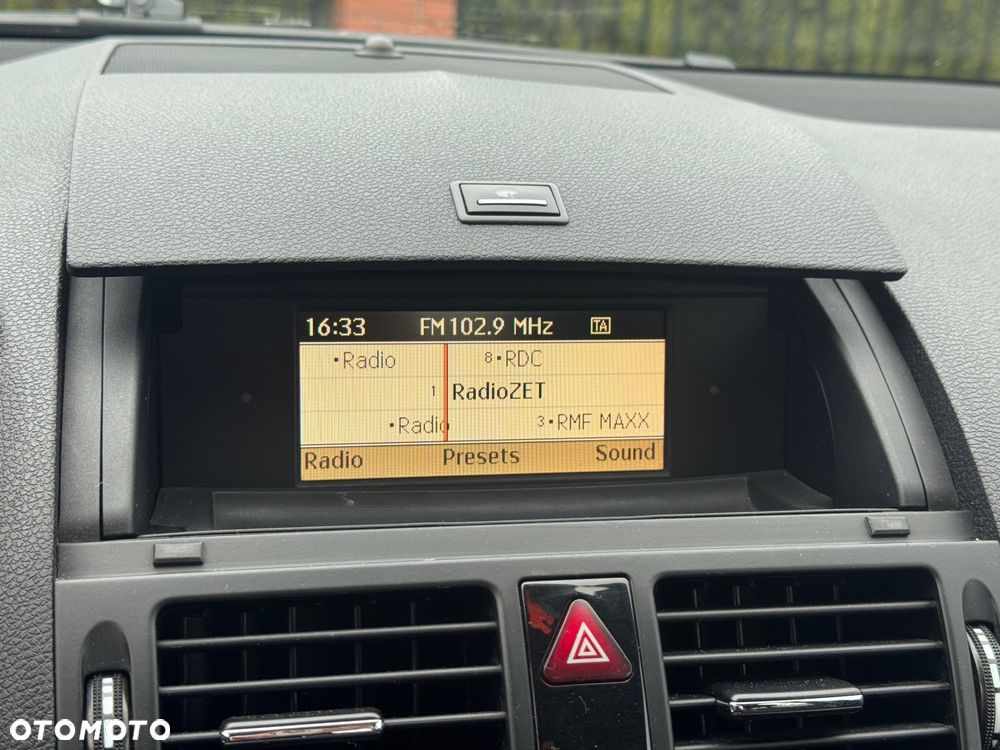 16:33 FM 102.9 MHz TA
•Radio 8•RDC
1 RadioZET
•Radio 3•RMF MAXX
Radio Presets Sound
OTOMOTO